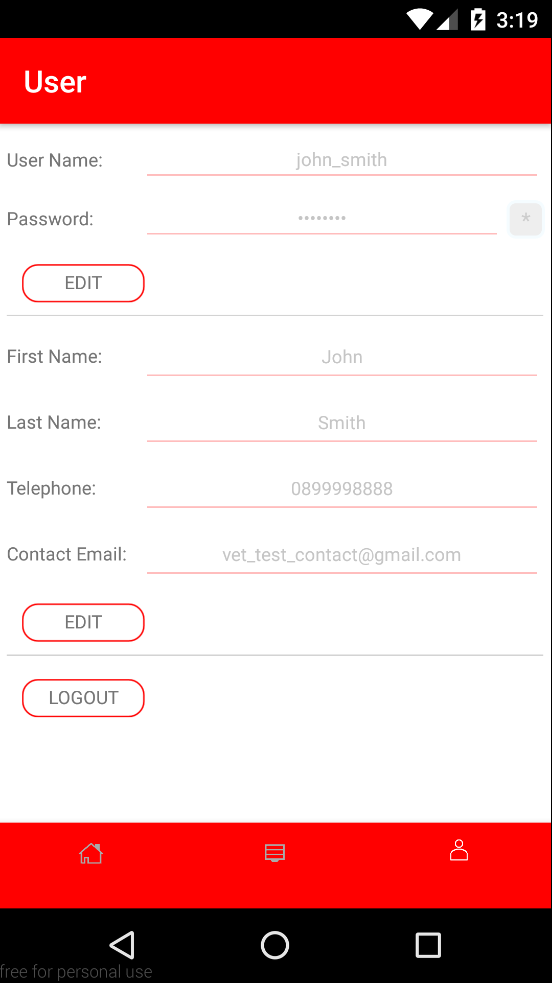 3:19
User
User Name: john_smith
Password: •••••••• *
EDIT
First Name: John
Last Name: Smith
Telephone: 0899998888
Contact Email: vet_test_contact@gmail.com
EDIT
LOGOUT
free for personal use